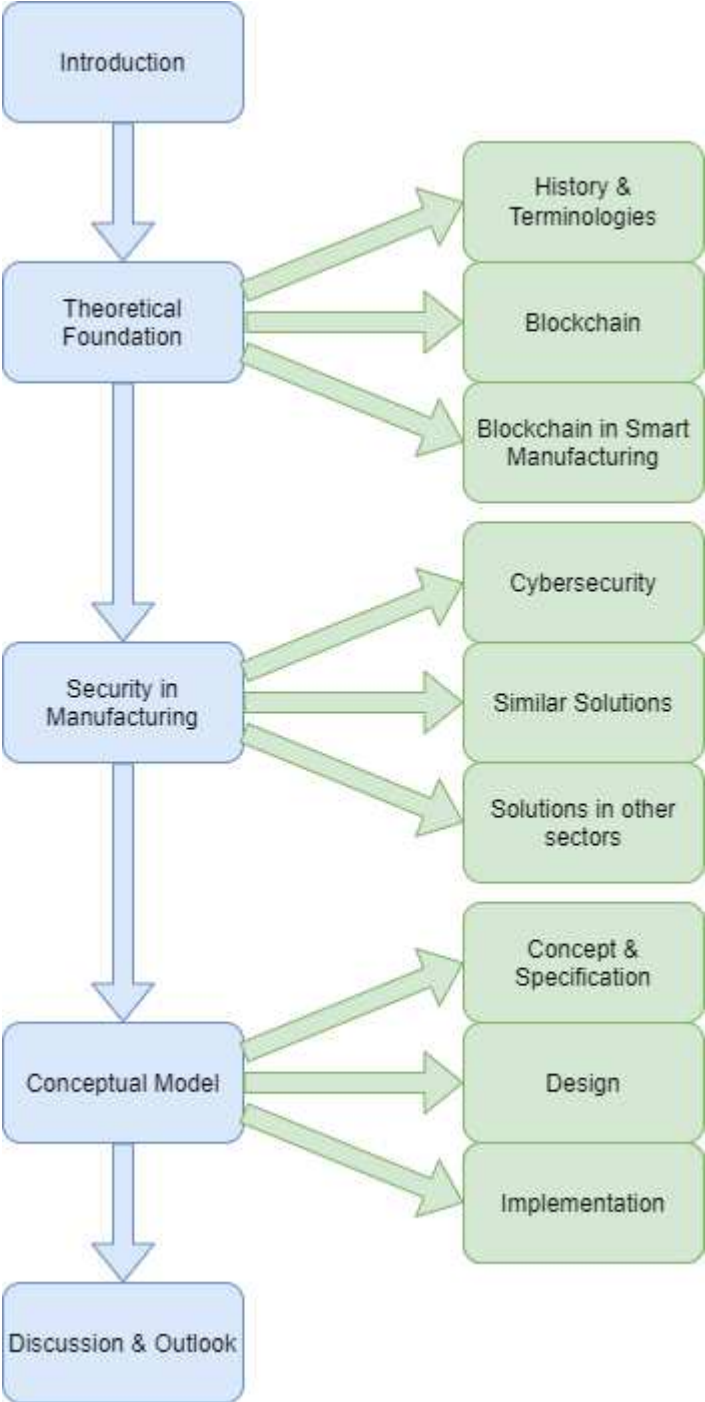 Introduction
Theoretical
Foundation
History &
Terminologies
Blockchain
Blockchain in Smart
Manufacturing
Security in
Manufacturing
Cybersecurity
Similar Solutions
Solutions in other
sectors
Conceptual Model
Concept &
Specification
Design
Implementation
Discussion & Outlook